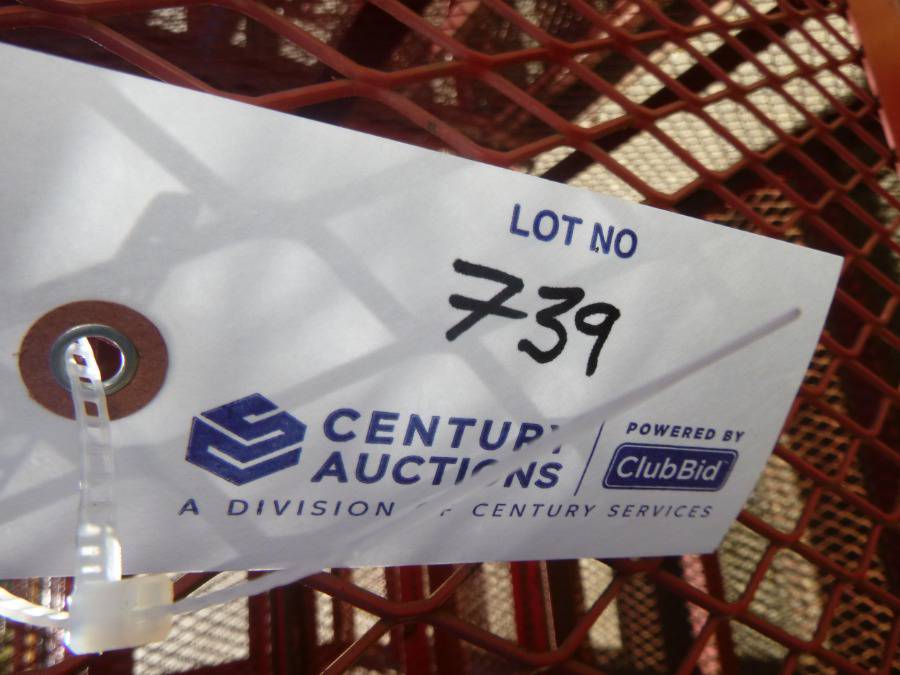 LOT NO
739
CENTURY
AUCTIONS
POWERED BY
ClubBid
A DIVISION OF CENTURY SERVICES